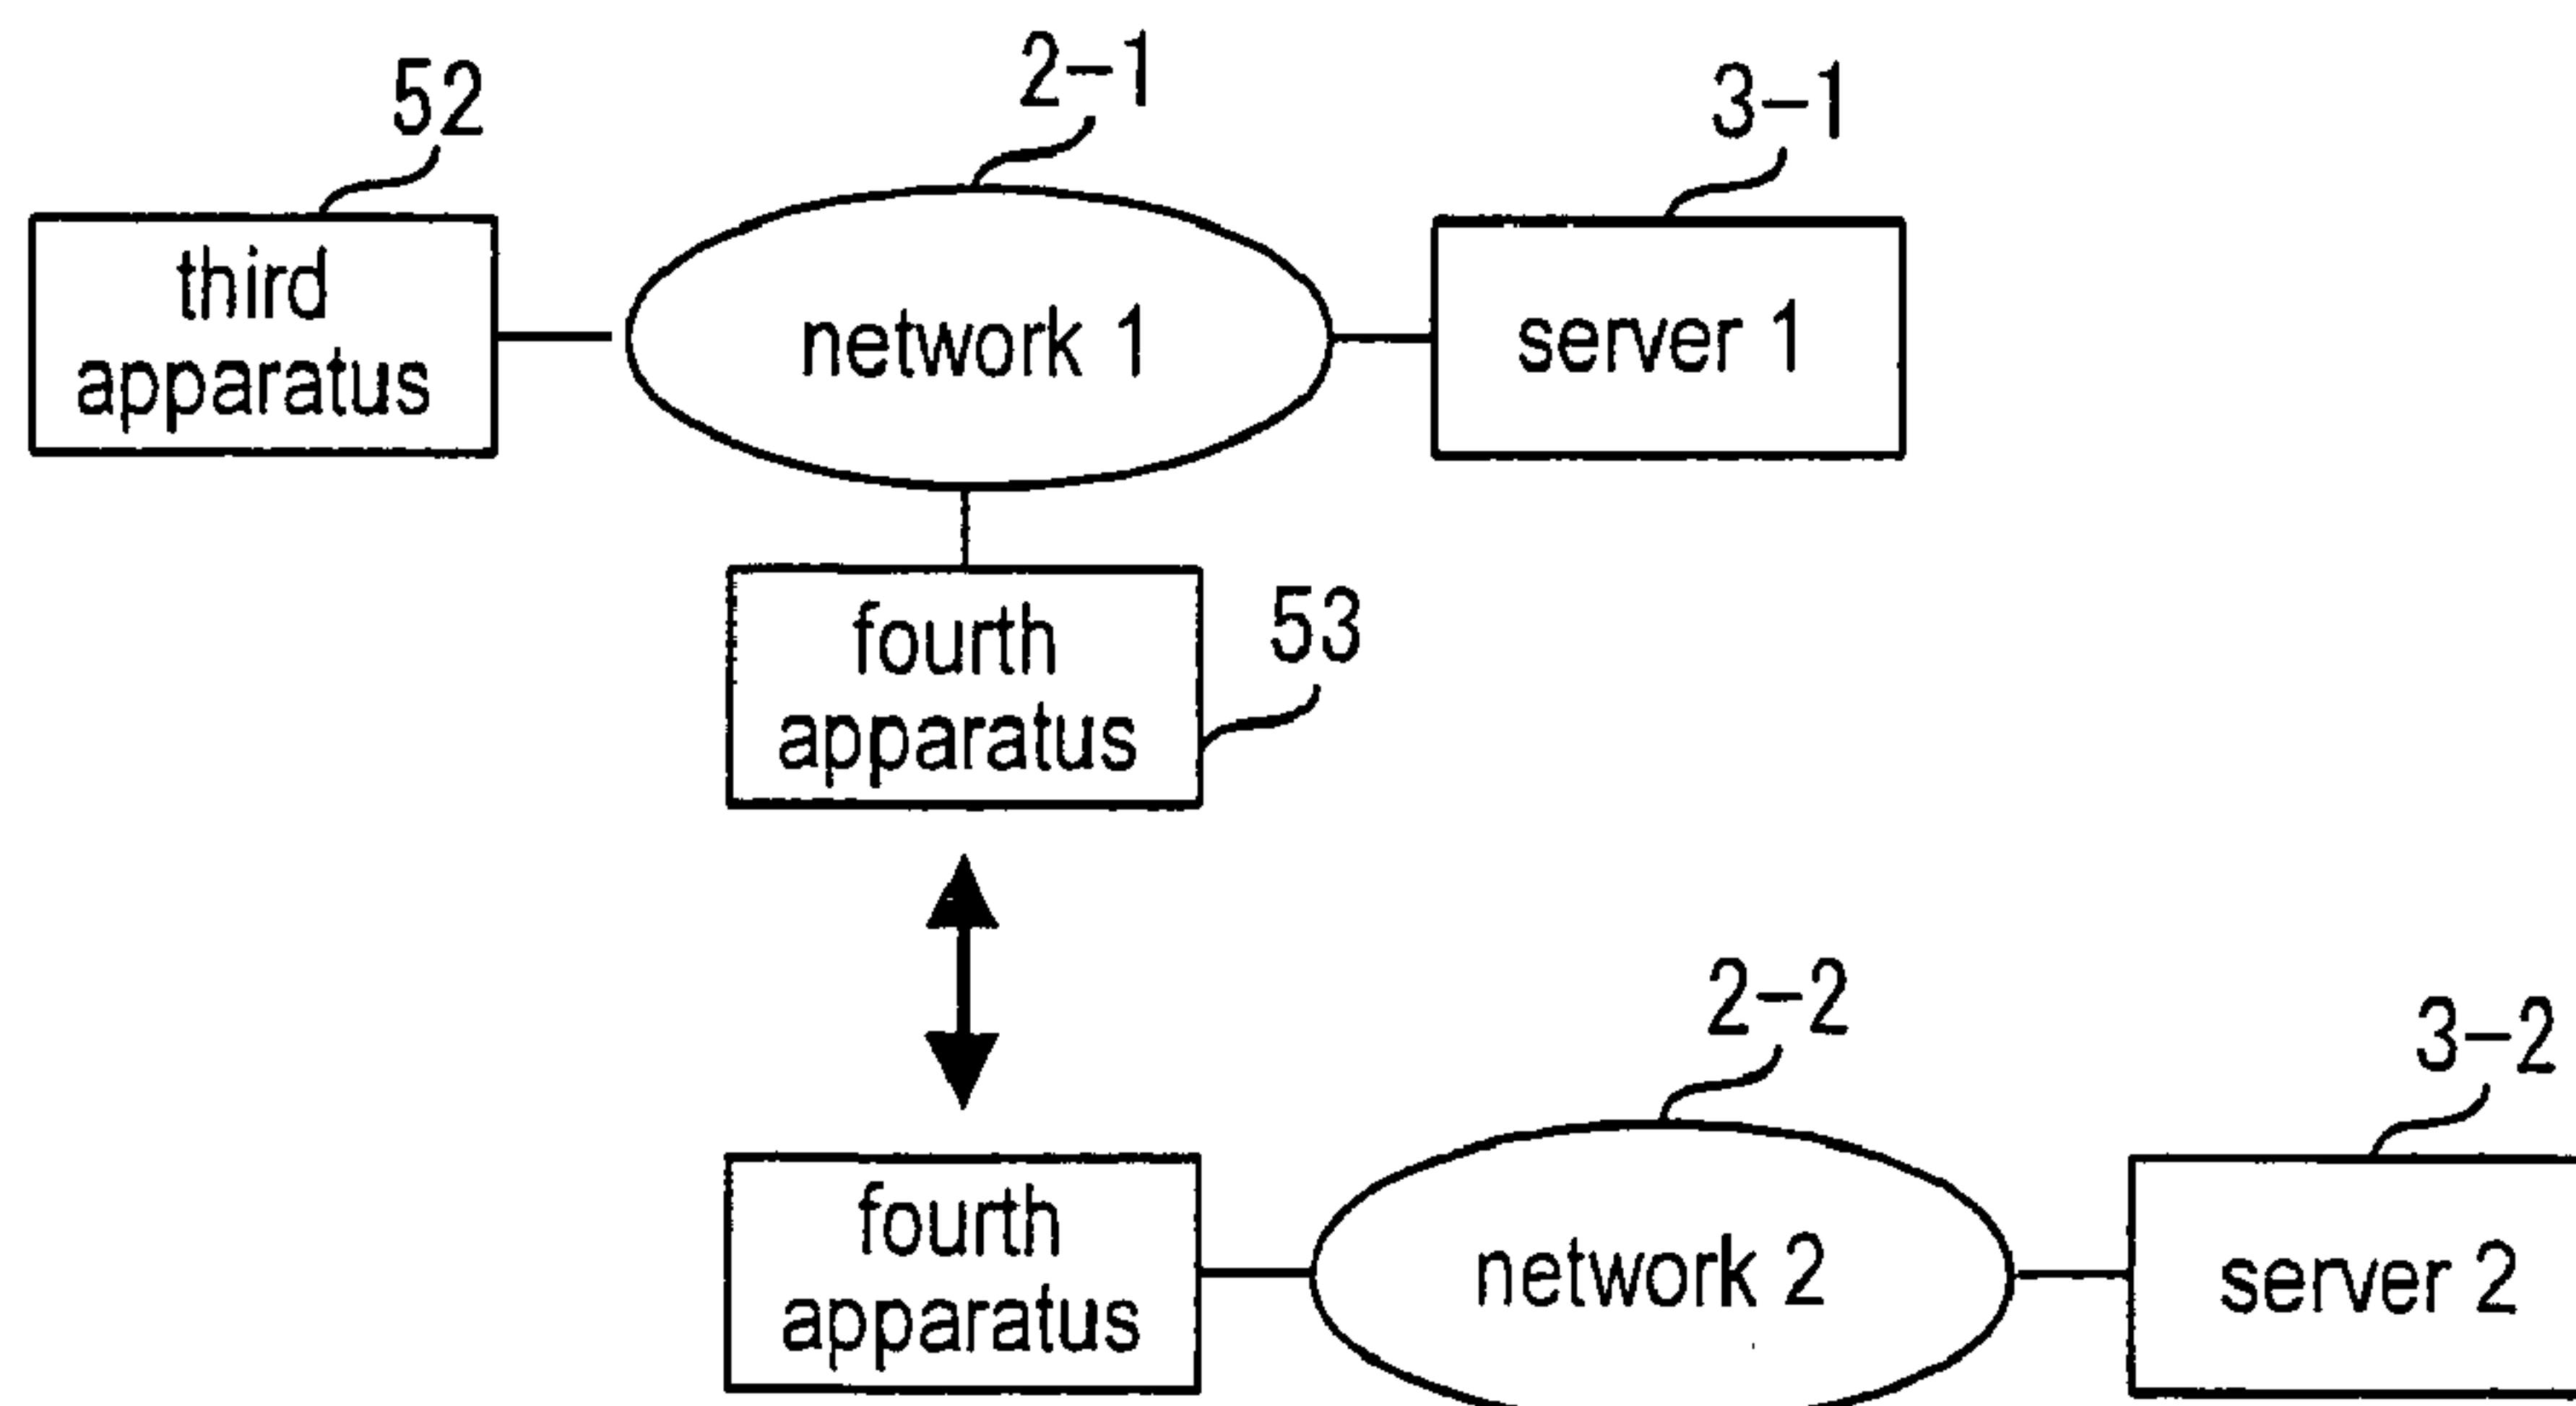 52
2-1
3-1
third
apparatus
network 1
server 1
fourth
apparatus
53
2-2
3-2
fourth
apparatus
network 2
server 2